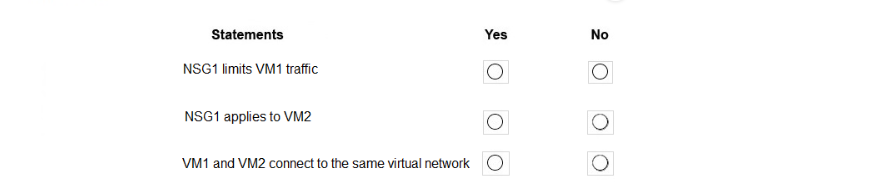 Statements Yes No
NSG1 limits VM1 traffic
NSG1 applies to VM2
VM1 and VM2 connect to the same virtual network